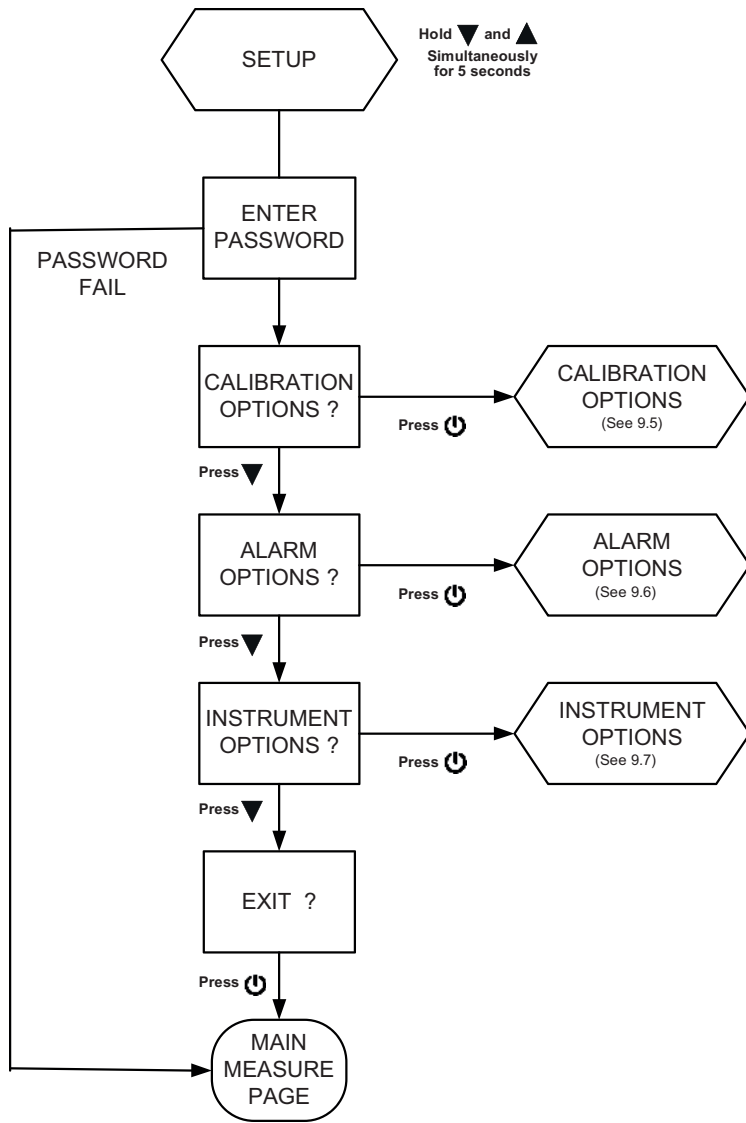 SETUP
Hold ▼ and ▲
Simultaneously
for 5 seconds
ENTER
PASSWORD
PASSWORD
FAIL
CALIBRATION
OPTIONS ?
Press ⏻
CALIBRATION
OPTIONS
(See 9.5)
Press ▼
ALARM
OPTIONS ?
Press ⏻
ALARM
OPTIONS
(See 9.6)
Press ▼
INSTRUMENT
OPTIONS ?
Press ⏻
INSTRUMENT
OPTIONS
(See 9.7)
Press ▼
EXIT ?
Press ⏻
MAIN
MEASURE
PAGE